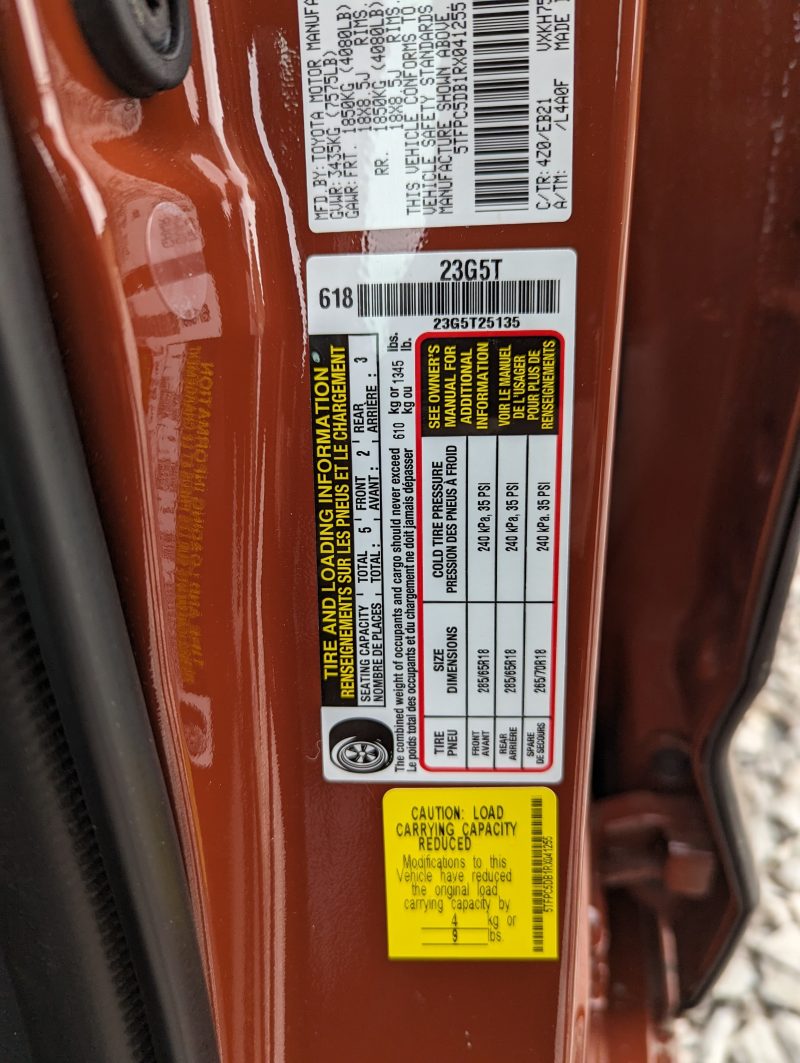 MFD.BY: TOYOTA MOTOR MANUFA
GVWR: 3435KG (7575LB)
GAWR: FRT. 1850KG (4080LB)
18X8.5J RIMS
RR. 1850KG (4080LB)
18X8.5J RIMS
THIS VEHICLE CONFORMS TO
VEHICLE SAFETY STANDARDS
MANUFACTURE SHOWN ABOVE
5TFPC5DB1RX041255
C/TR: 4Z0/EB21 VXKH75
A/TM: /L4A0F MADE
618
23G5T
23G5T25135
TIRE AND LOADING INFORMATION
RENSEIGNEMENTS SUR LES PNEUS ET LE CHARGEMENT
SEATING CAPACITY TOTAL 5 FRONT 2 REAR 3
NOMBRE DE PLACES TOTAL : AVANT : ARRIÈRE :
The combined weight of occupants and cargo should never exceed 610 kg or 1345 lbs.
Le poids total des occupants et du chargement ne doit jamais dépasser kg ou lb.
TIRE SIZE COLD TIRE PRESSURE
PNEU DIMENSIONS PRESSION DES PNEUS À FROID
FRONT
AVANT 285/65R18 240 kPa, 35 PSI
REAR
ARRIÈRE 285/65R18 240 kPa, 35 PSI
SPARE
DE SECOURS 265/70R18 240 kPa, 35 PSI
SEE OWNER'S
MANUAL FOR
ADDITIONAL
INFORMATION
VOIR LE MANUEL
DE L'USAGER
POUR PLUS DE
RENSEIGNEMENTS
CAUTION: LOAD
CARRYING CAPACITY
REDUCED
Modifications to this
Vehicle have reduced
the original load
carrying capacity by
4 kg or
9 lbs.
5TFPC5DB1RX041255